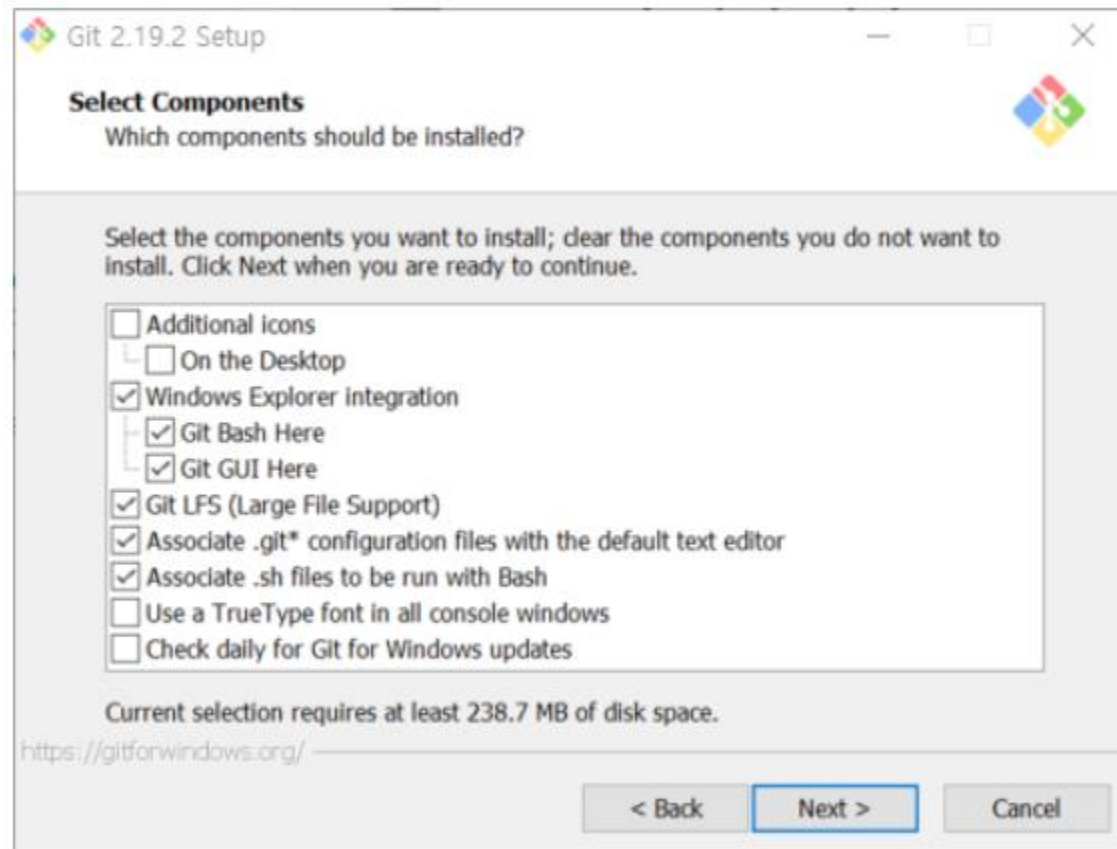 Git 2.19.2 Setup
Select Components
Which components should be installed?
Select the components you want to install; clear the components you do not want to
install. Click Next when you are ready to continue.
Additional icons
On the Desktop
Windows Explorer integration
Git Bash Here
Git GUI Here
Git LFS (Large File Support)
Associate .git* configuration files with the default text editor
Associate .sh files to be run with Bash
Use a TrueType font in all console windows
Check daily for Git for Windows updates
Current selection requires at least 238.7 MB of disk space.
https://gitforwindows.org/
< Back Next > Cancel